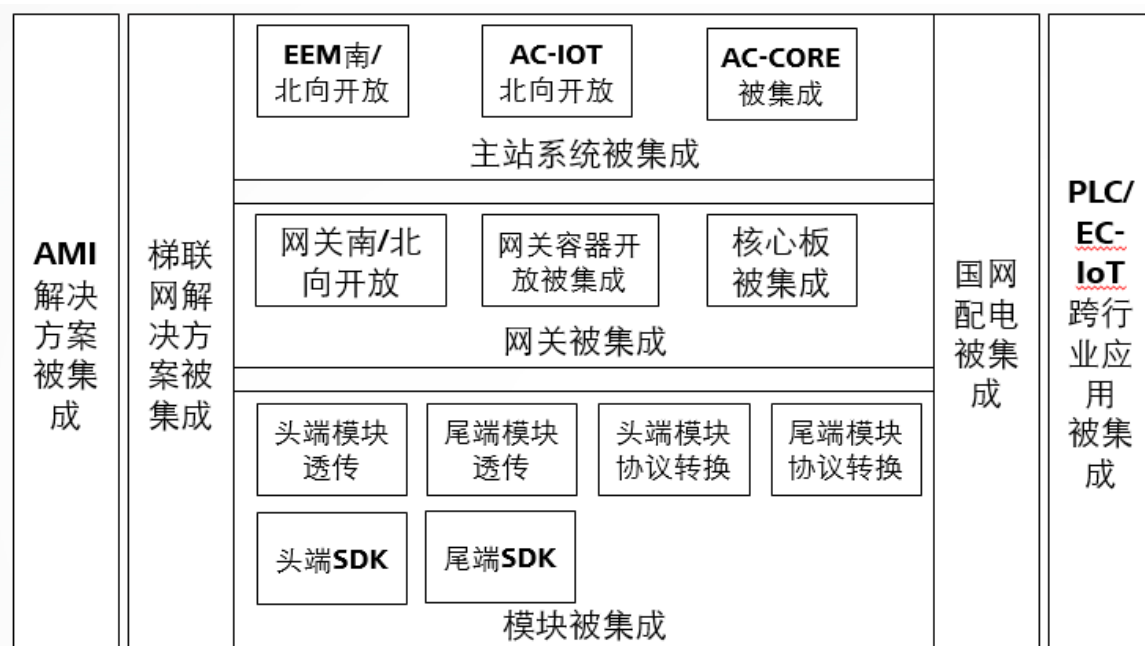 AMI
解决
方案
被集
成
梯联
网解
决方
案被
集成
EEM南/
北向开放
AC-IOT
北向开放
AC-CORE
被集成
主站系统被集成
网关南/北
向开放
网关容器开
放被集成
核心板
被集成
网关被集成
头端模块
透传
尾端模块
透传
头端模块
协议转换
尾端模块
协议转换
头端SDK
尾端SDK
模块被集成
国网
配电
被集
成
PLC/
EC-
IoT
跨行
业应
用
被集
成